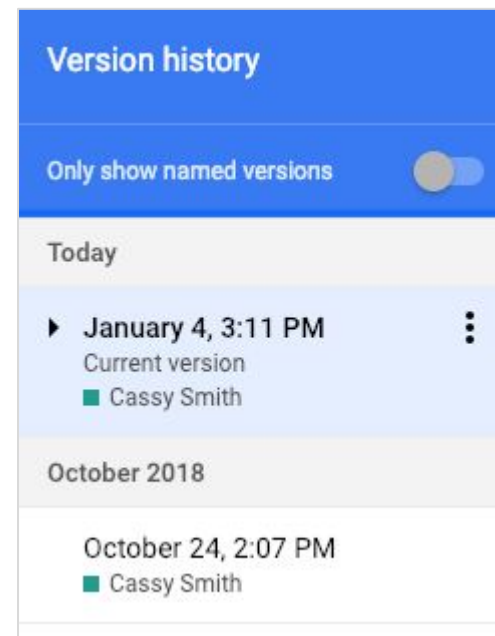 Version history
Only show named versions
Today
January 4, 3:11 PM
Current version
Cassy Smith
October 2018
October 24, 2:07 PM
Cassy Smith